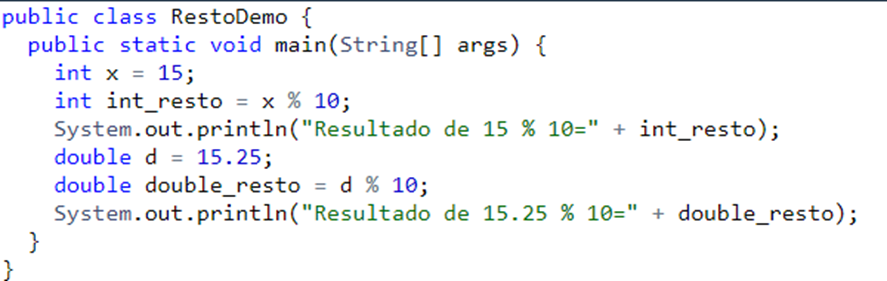 public class RestoDemo {
  public static void main(String[] args) {
    int x = 15;
    int int_resto = x % 10;
    System.out.println("Resultado de 15 % 10=" + int_resto);
    double d = 15.25;
    double double_resto = d % 10;
    System.out.println("Resultado de 15.25 % 10=" + double_resto);
  }
}